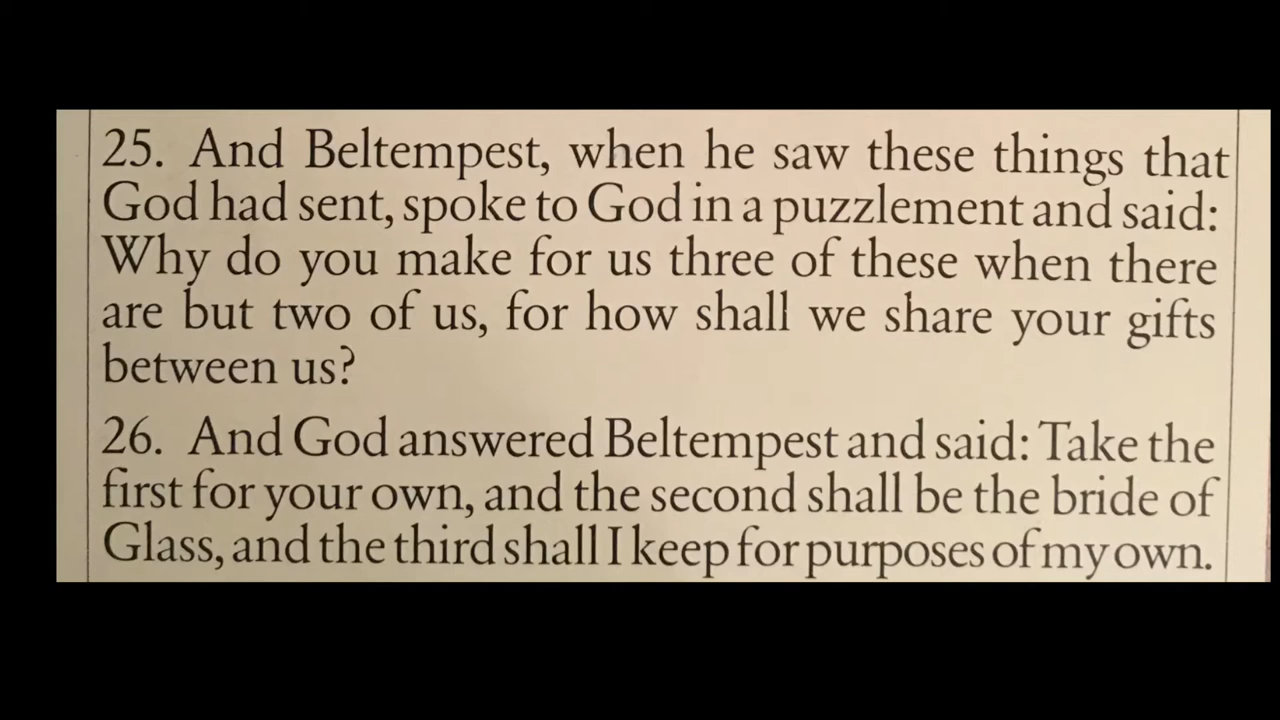 25. And Beltempest, when he saw these things that
God had sent, spoke to God in a puzzlement and said:
Why do you make for us three of these when there
are but two of us, for how shall we share your gifts
between us?
26. And God answered Beltempest and said: Take the
first for your own, and the second shall be the bride of
Glass, and the third shall I keep for purposes of my own.